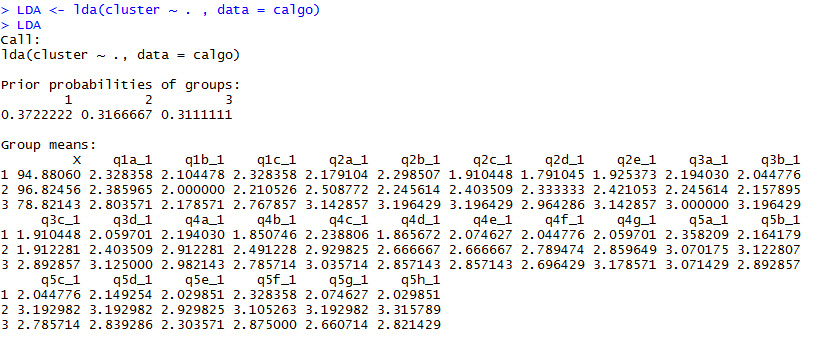 > LDA <- lda(cluster ~ . , data = calgo)
> LDA
Call:
lda(cluster ~ ., data = calgo)
Prior probabilities of groups:
1 2 3
0.3722222 0.3166667 0.3111111
Group means:
X q1a_1 q1b_1 q1c_1 q2a_1 q2b_1 q2c_1 q2d_1 q2e_1 q3a_1 q3b_1
1 94.88060 2.328358 2.104478 2.328358 2.179104 2.298507 1.910448 1.791045 1.925373 2.194030 2.044776
2 96.82456 2.385965 2.000000 2.210526 2.508772 2.245614 2.403509 2.333333 2.421053 2.245614 2.157895
3 78.82143 2.803571 2.178571 2.767857 3.142857 3.196429 3.196429 2.964286 3.142857 3.000000 3.196429
q3c_1 q3d_1 q4a_1 q4b_1 q4c_1 q4d_1 q4e_1 q4f_1 q4g_1 q5a_1 q5b_1
1 1.910448 2.059701 2.194030 1.850746 2.238806 1.865672 2.074627 2.044776 2.059701 2.358209 2.164179
2 1.912281 2.403509 2.912281 2.491228 2.929825 2.666667 2.666667 2.789474 2.859649 3.070175 3.122807
3 2.892857 3.125000 2.982143 2.785714 3.035714 2.857143 2.857143 2.696429 3.178571 3.071429 2.892857
q5c_1 q5d_1 q5e_1 q5f_1 q5g_1 q5h_1
1 2.044776 2.149254 2.029851 2.328358 2.074627 2.029851
2 3.192982 3.192982 2.929825 3.105263 3.192982 3.315789
3 2.785714 2.839286 2.303571 2.875000 2.660714 2.821429